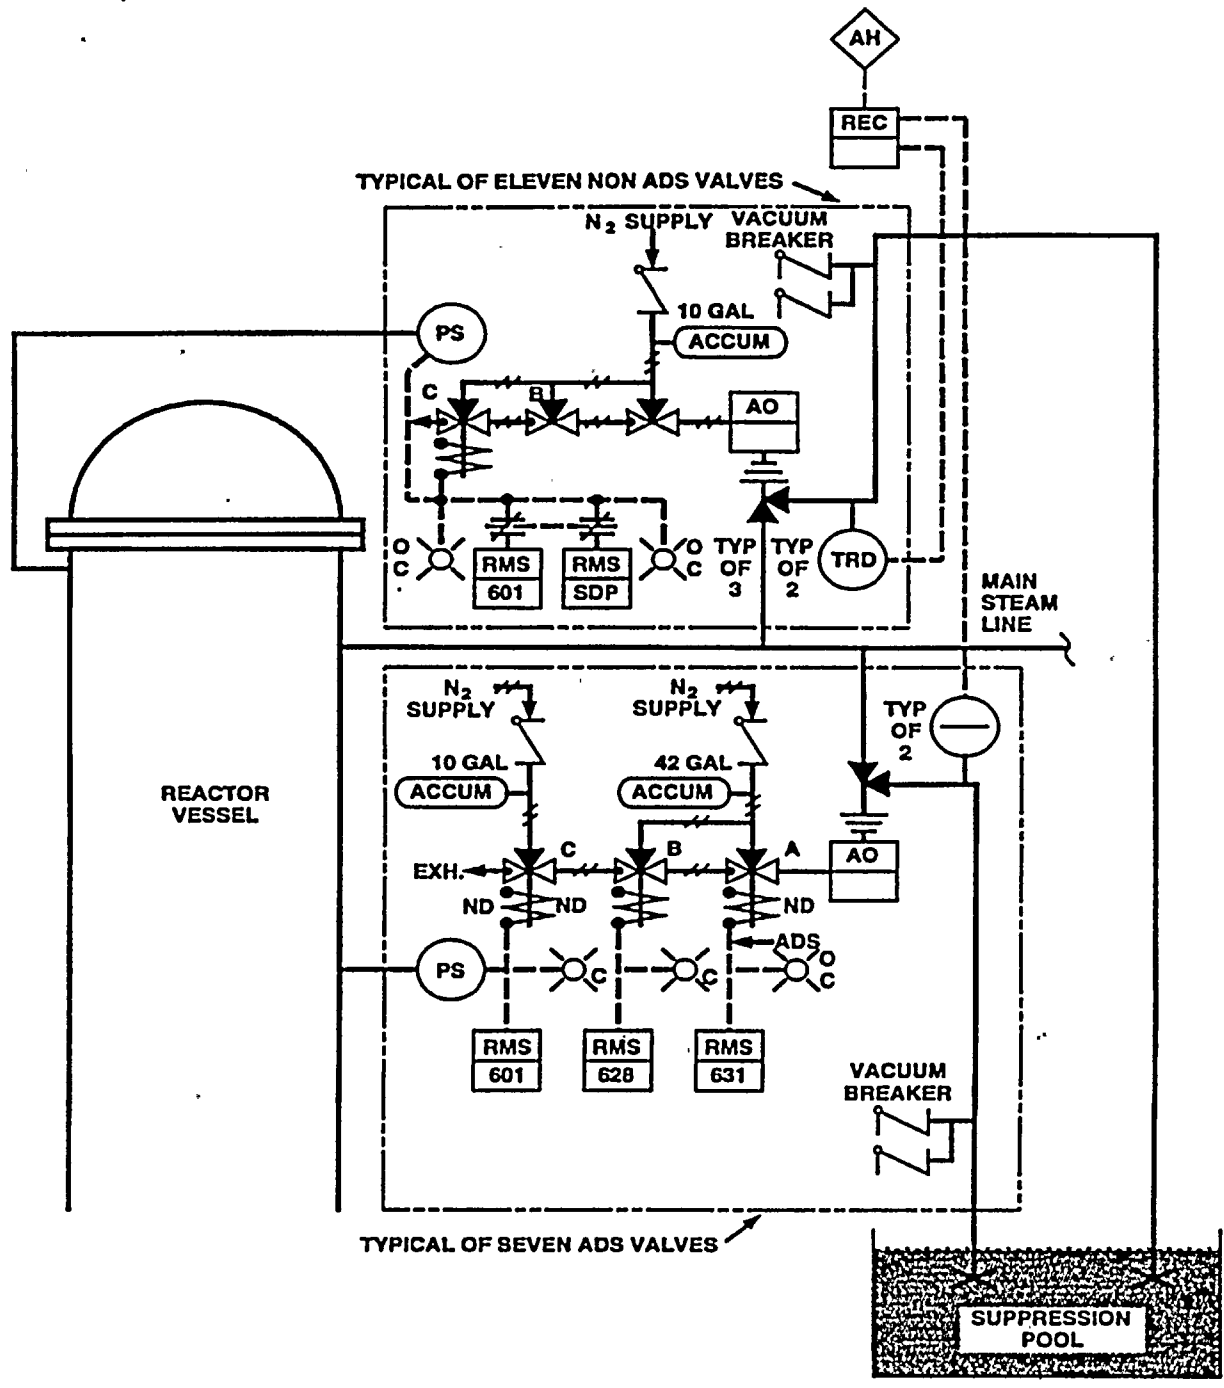 AH
REC
TYPICAL OF ELEVEN NON ADS VALVES
N2 SUPPLY
VACUUM
BREAKER
10 GAL
ACCUM
PS
C
B
AO
O
C
RMS
601
RMS
SDP
O
C
TYP
OF
3
TYP
OF
2
TRD
MAIN
STEAM
LINE
N2
SUPPLY
N2
SUPPLY
TYP
OF
2
10 GAL
ACCUM
42 GAL
ACCUM
REACTOR
VESSEL
EXH.
C
B
A
AO
ND
ND
ND
ADS
PS
C
C
O
C
RMS
601
RMS
628
RMS
631
VACUUM
BREAKER
TYPICAL OF SEVEN ADS VALVES
SUPPRESSION
POOL